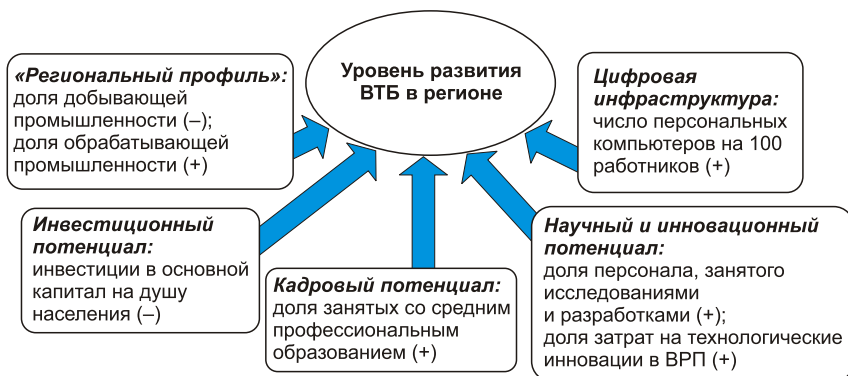 Уровень развития
ВТБ в регионе
«Региональный профиль»:
доля добывающей
промышленности (–);
доля обрабатывающей
промышленности (+)
Цифровая
инфраструктура:
число персональных
компьютеров на 100
работников (+)
Инвестиционный
потенциал:
инвестиции в основной
капитал на душу
населения (–)
Кадровый потенциал:
доля занятых со средним
профессиональным
образованием (+)
Научный и инновационный
потенциал:
доля персонала, занятого
исследованиями
и разработками (+);
доля затрат на технологические
инновации в ВРП (+)